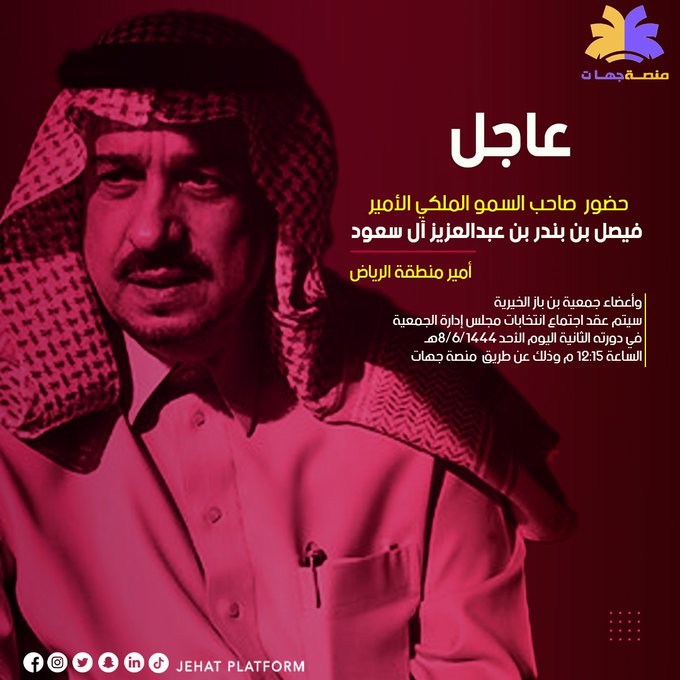 منصة جهات
عاجل
حضور صاحب السمو الملكي الأمير
فيصل بن بندر بن عبدالعزيز آل سعود
أمير منطقة الرياض
وأعضاء جمعية بن باز الخيرية
سيتم عقد اجتماع انتخابات مجلس إدارة الجمعية
في دورته الثانية اليوم الأحد 8/6/1444هـ
الساعة 12:15 م وذلك عن طريق منصة جهات
JEHAT PLATFORM